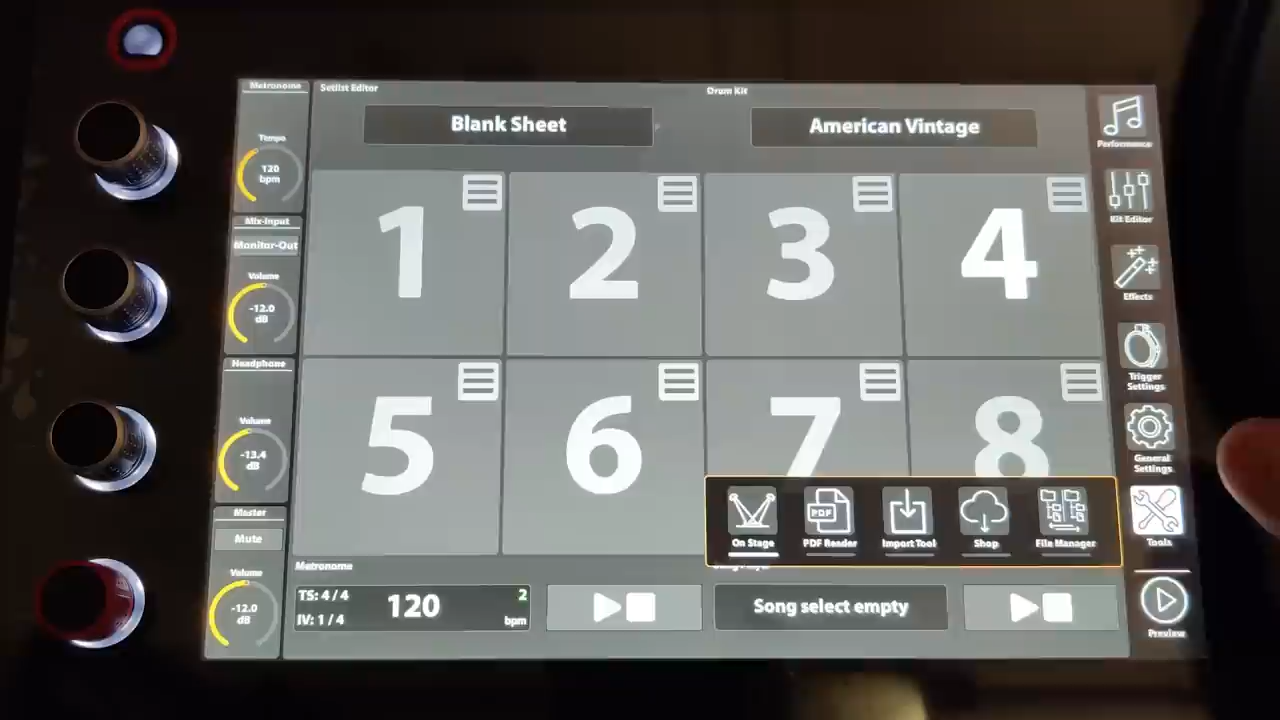 Metronome
Tempo
120
bpm
Mix-Input
Monitor-Out
Volume
-12.0
dB
Headphone
Volume
-13.4
dB
Master
Mute
Volume
-12.0
dB
Setlist Editor
Drum Kit
Blank Sheet
American Vintage
1
2
3
4
5
6
7
8
On Stage
PDF Reader
PDF
Import Tool
Shop
File Manager
Metronome
TS: 4 / 4
IV: 1 / 4
120
2
bpm
Song select empty
Performance
Kit Editor
Effects
Trigger
Settings
General
Settings
Tools
Preview